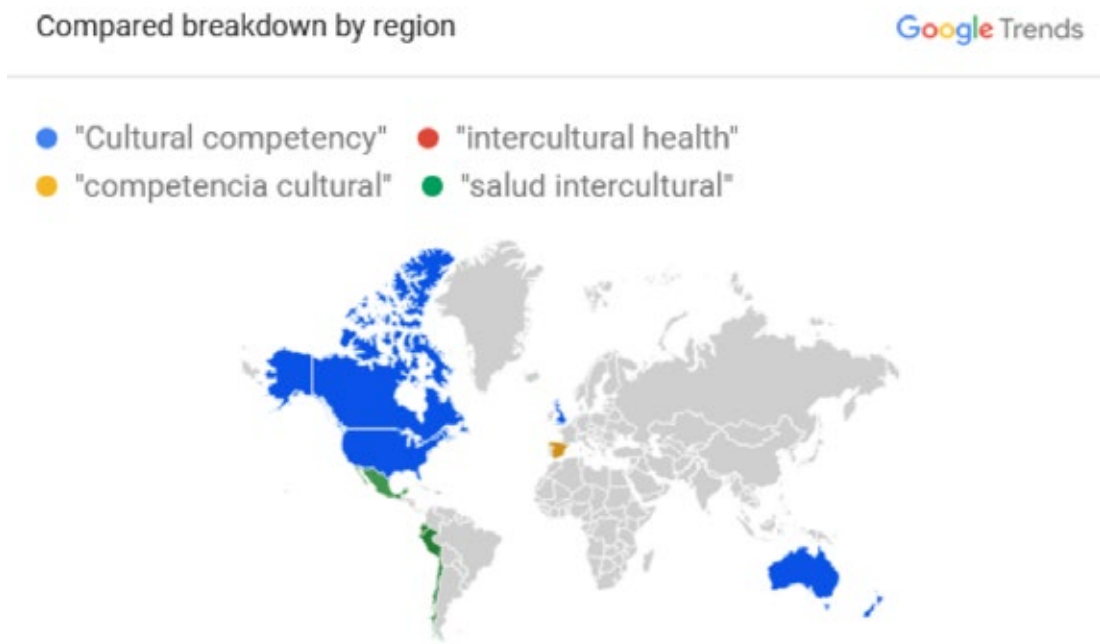 Compared breakdown by region
Google Trends
"Cultural competency" "intercultural health"
"competencia cultural" "salud intercultural"